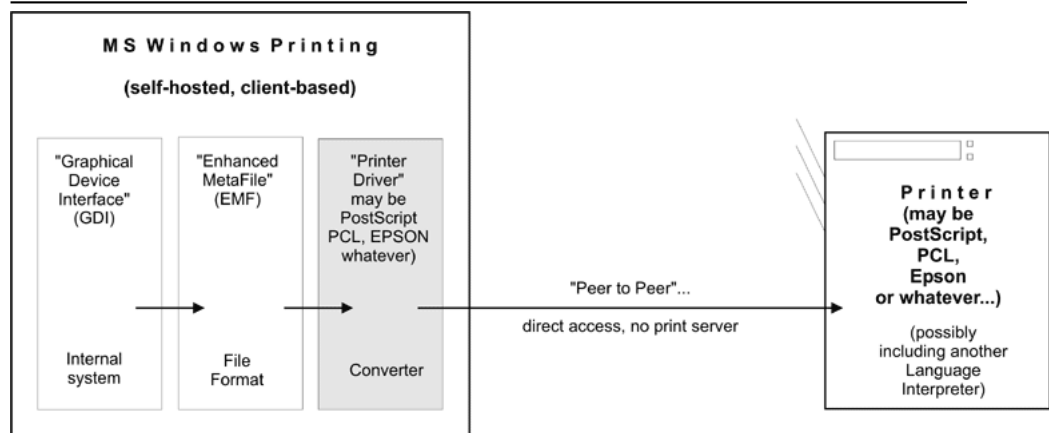 MS Windows Printing
(self-hosted, client-based)
"Graphical
Device
Interface"
(GDI)
Internal
system
"Enhanced
MetaFile"
(EMF)
File
Format
"Printer
Driver"
may be
PostScript
PCL, EPSON
whatever)
Converter
"Peer to Peer"...
direct access, no print server
Printer
(may be
PostScript,
PCL,
Epson
or whatever...)
(possibly
including another
Language
Interpreter)